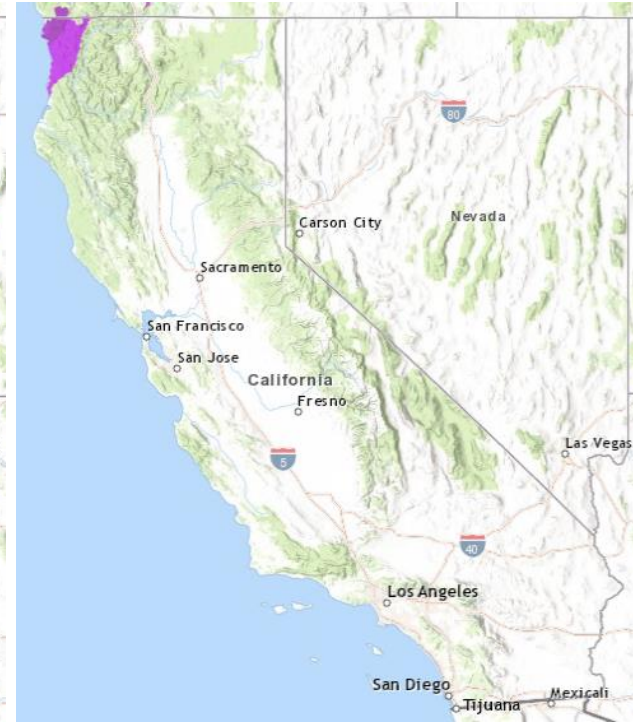 80
Carson City
Nevada
Sacramento
San Francisco
San Jose
California
Fresno
Las Vegas
5
40
Los Angeles
San Diego
Tijuana
Mexicali